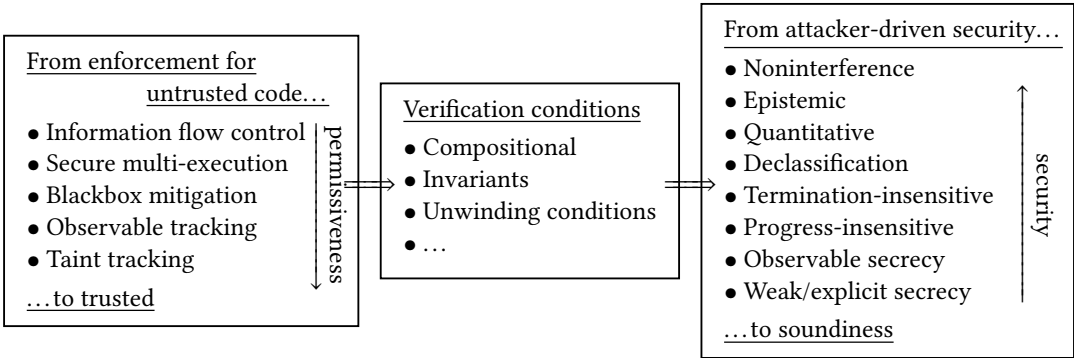 From enforcement for
untrusted code…
• Information flow control
• Secure multi-execution
• Blackbox mitigation
• Observable tracking
• Taint tracking
…to trusted
permissiveness
Verification conditions
• Compositional
• Invariants
• Unwinding conditions
• …
From attacker-driven security…
• Noninterference
• Epistemic
• Quantitative
• Declassification
• Termination-insensitive
• Progress-insensitive
• Observable secrecy
• Weak/explicit secrecy
…to soundiness
security